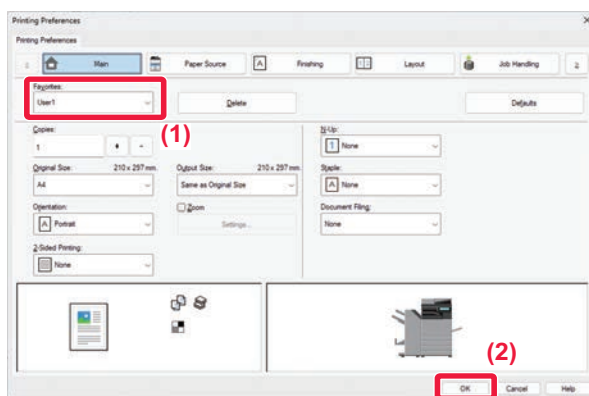 Printing Preferences
Printing Preferences
Main Paper Source Finishing Layout Job Handling
Favorites:
User1 Delete Defaults
(1)
Copies: N-Up:
1 None
Original Size: 210 x 297 mm. Output Size: 210 x 297 mm. Staple:
A4 Same as Original Size None
Orientation: Zoom Document Filing:
Portrait Settings... None
2-Sided Printing:
None
(2)
OK Cancel Help